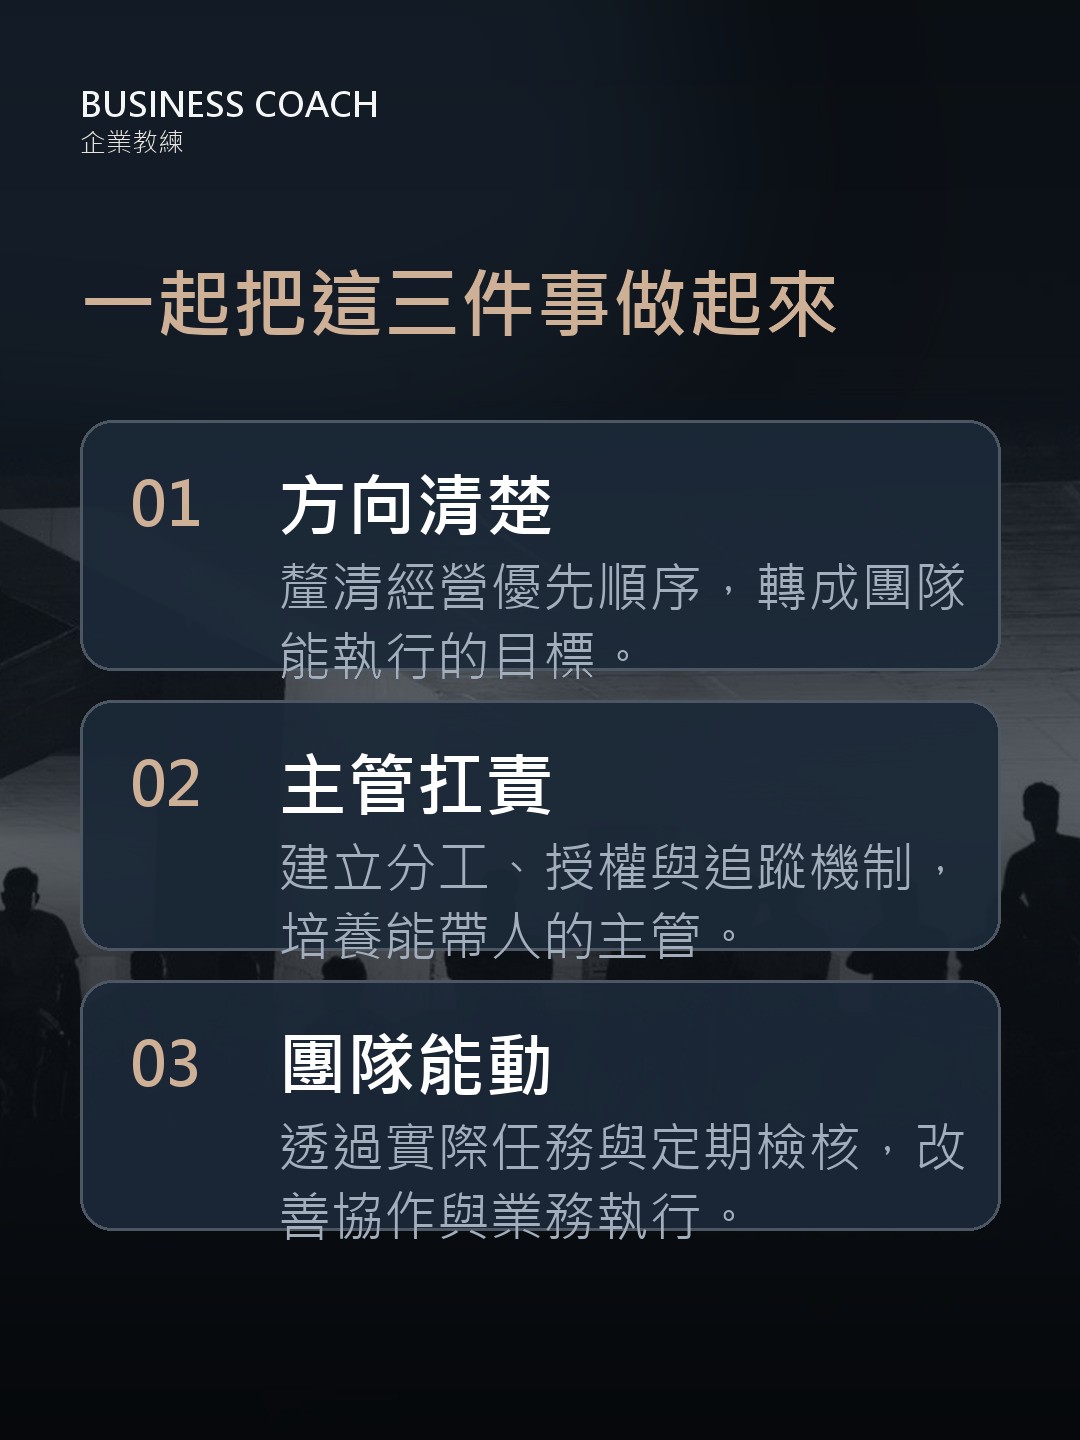 BUSINESS COACH
企業教練
一起把這三件事做起來
01
方向清楚
釐清經營優先順序，轉成團隊
能執行的目標。
02
主管扛責
建立分工、授權與追蹤機制，
培養能帶人的主管。
03
團隊能動
透過實際任務與定期檢核，改
善協作與業務執行。